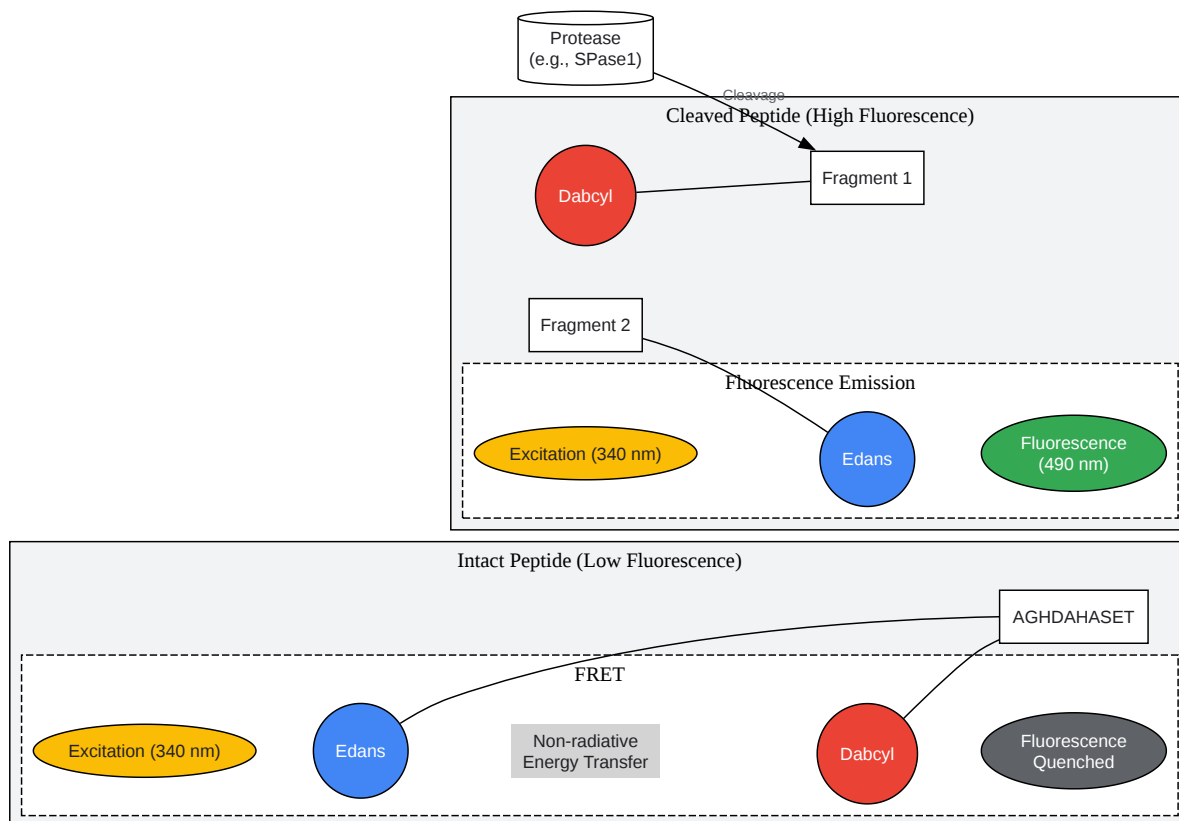 Protease
(e.g., SPase1)
Cleavage
Cleaved Peptide (High Fluorescence)
Dabcyl
Fragment 1
Fragment 2
Fluorescence Emission
Excitation (340 nm)
Edans
Fluorescence
(490 nm)
Intact Peptide (Low Fluorescence)
AGHDAHASET
FRET
Excitation (340 nm)
Edans
Non-radiative
Energy Transfer
Dabcyl
Fluorescence
Quenched